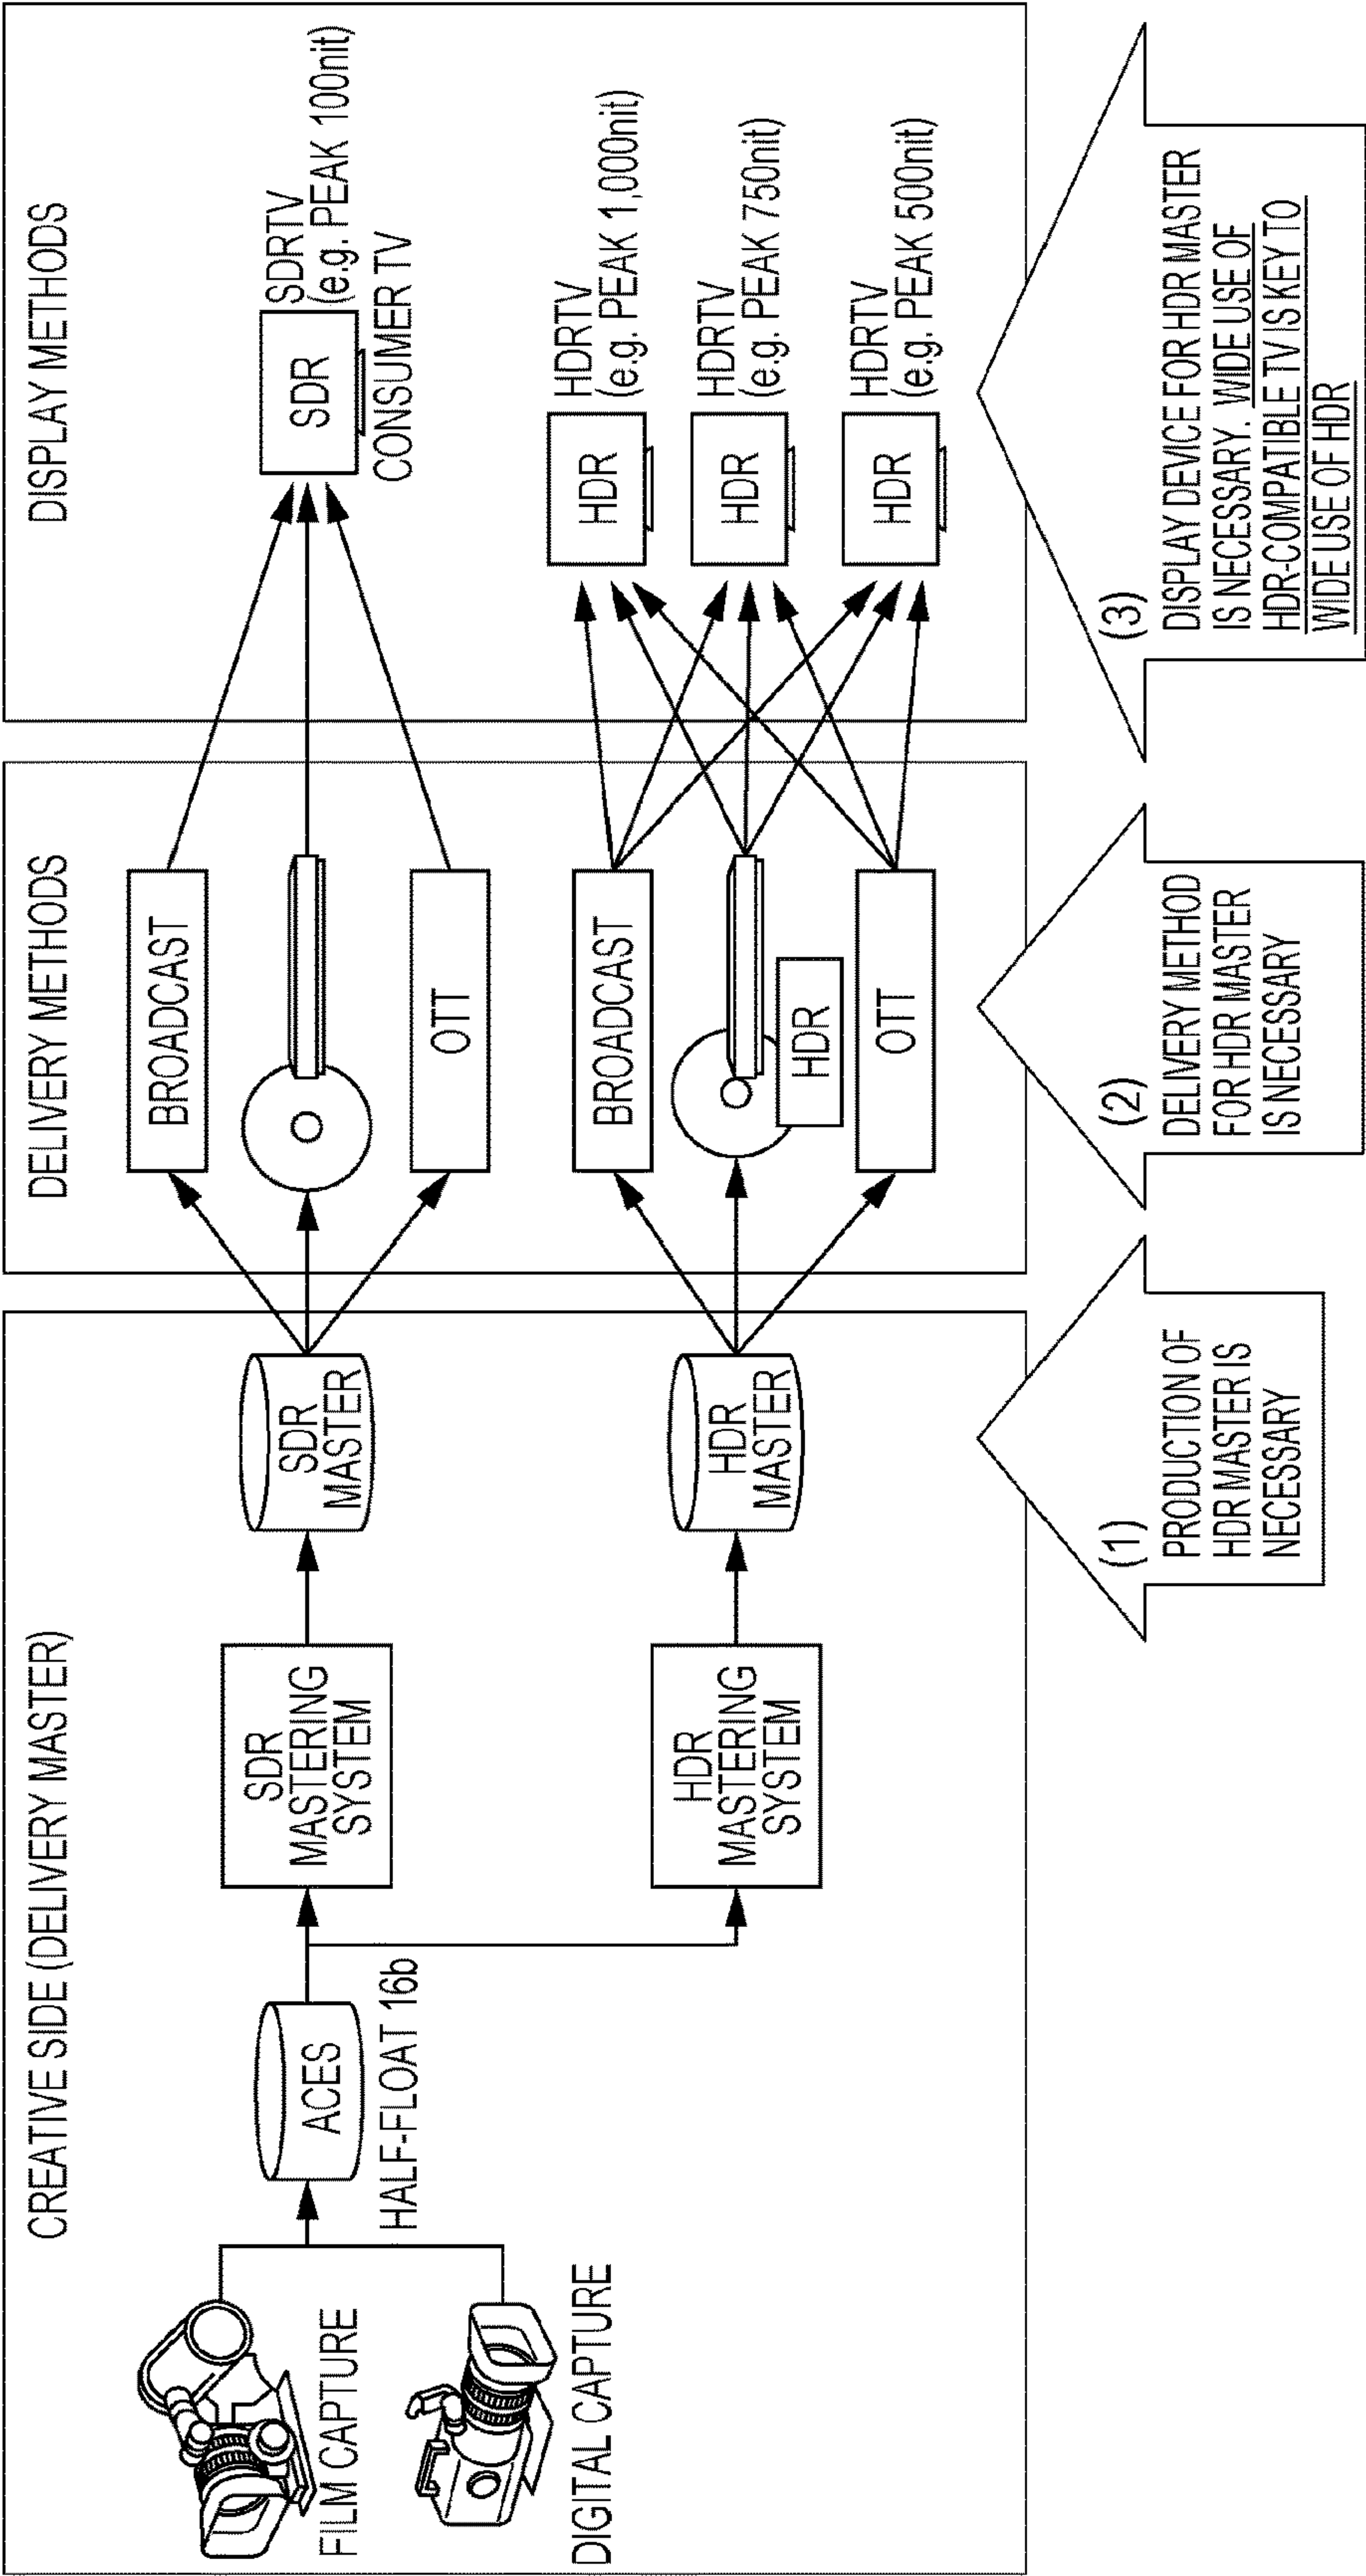 CREATIVE SIDE (DELIVERY MASTER)
FILM CAPTURE
DIGITAL CAPTURE
ACES
HALF-FLOAT 16b
SDR
MASTERING
SYSTEM
HDR
MASTERING
SYSTEM
SDR
MASTER
HDR
MASTER
DELIVERY METHODS
BROADCAST
OTT
BROADCAST
HDR
OTT
DISPLAY METHODS
SDR
SDRTV
(e.g. PEAK 100nit)
CONSUMER TV
HDR
HDRTV
(e.g. PEAK 1,000nit)
HDR
HDRTV
(e.g. PEAK 750nit)
HDR
HDRTV
(e.g. PEAK 500nit)
(1)
PRODUCTION OF
HDR MASTER IS
NECESSARY
(2)
DELIVERY METHOD
FOR HDR MASTER
IS NECESSARY
(3)
DISPLAY DEVICE FOR HDR MASTER
IS NECESSARY. WIDE USE OF
HDR-COMPATIBLE TV IS KEY TO
WIDE USE OF HDR